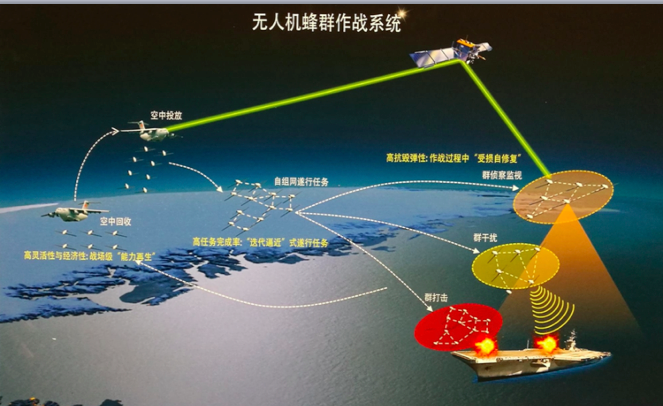 无人机蜂群作战系统
空中投放
高抗毁弹性:作战过程中“受损自修复”
群侦察监视
自组网遂行任务
空中回收
高任务完成率:“迭代逼近”式遂行任务
群干扰
高灵活性与经济性:战场级“能力再生”
群打击